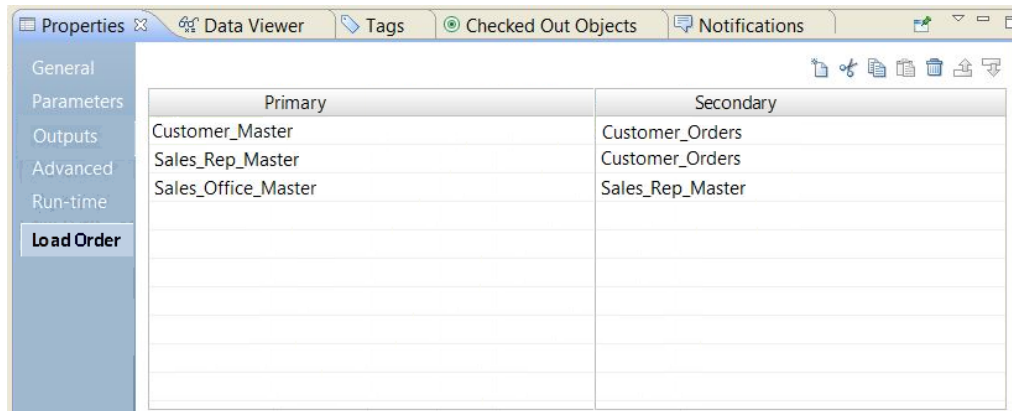 Properties Data Viewer Tags Checked Out Objects Notifications
General
Parameters
Outputs
Advanced
Run-time
Load Order
Primary Secondary
Customer_Master Customer_Orders
Sales_Rep_Master Customer_Orders
Sales_Office_Master Sales_Rep_Master